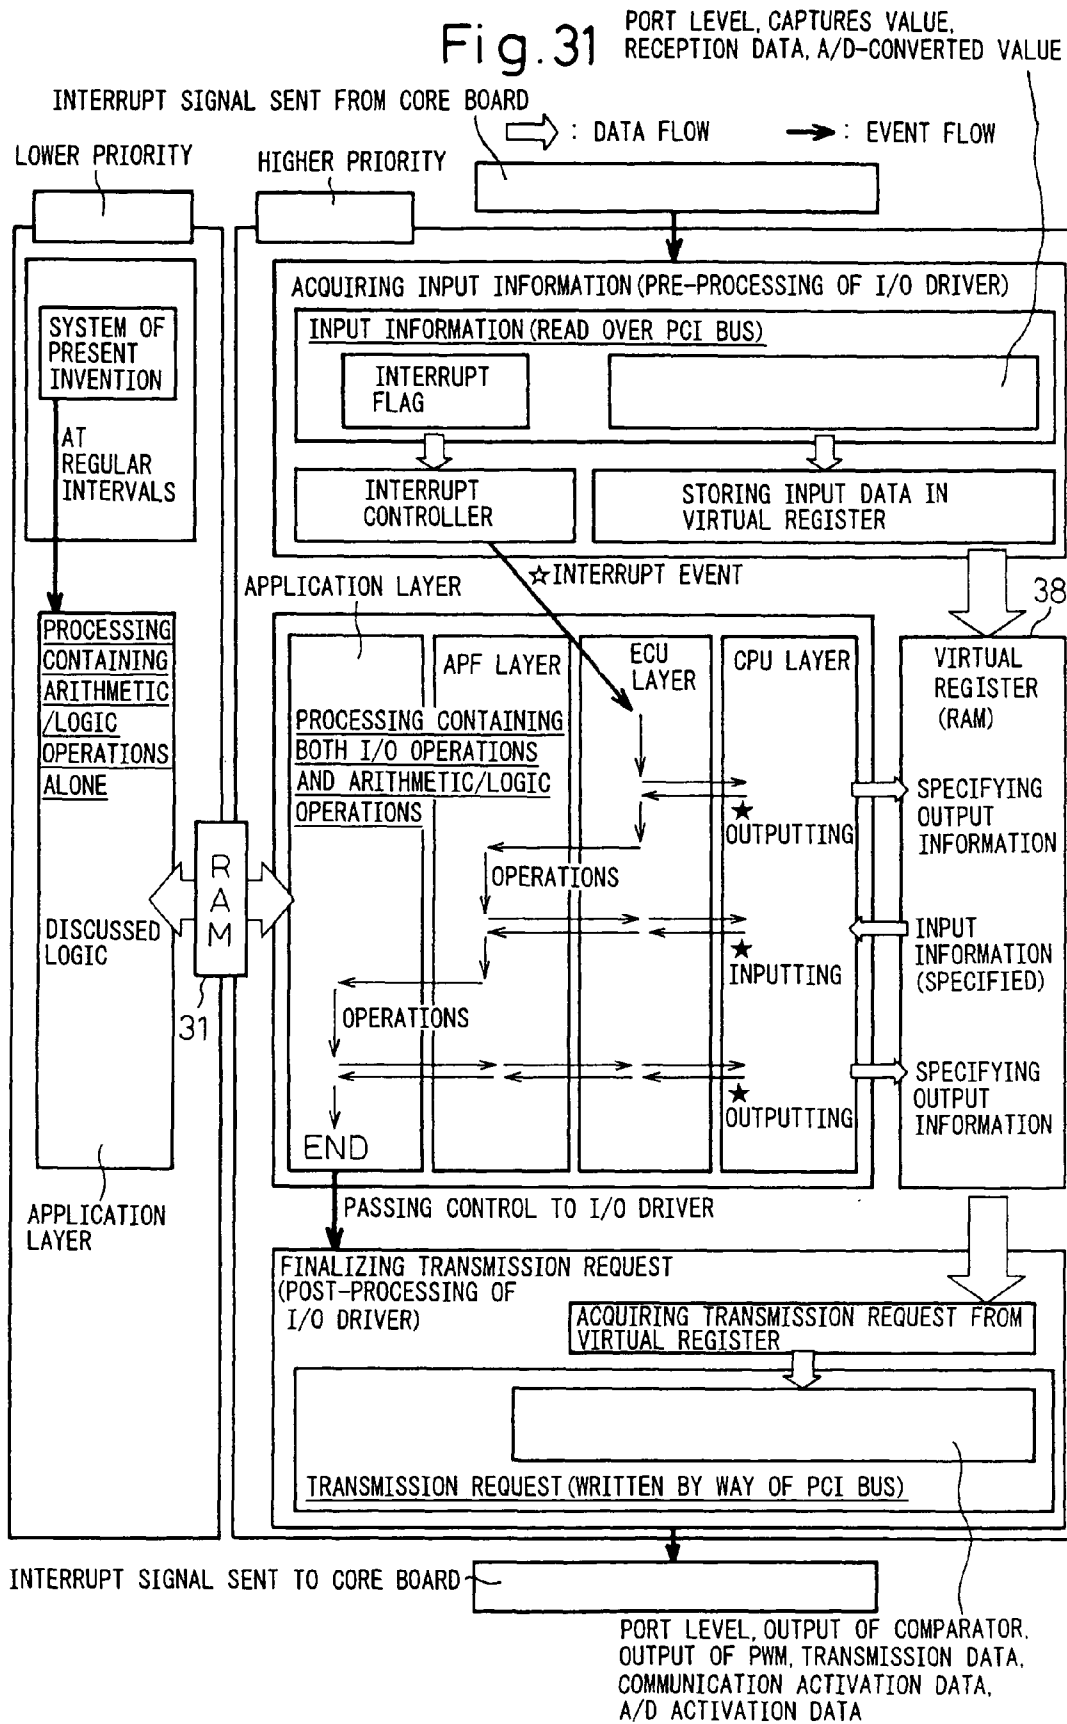 Fig.31
PORT LEVEL, CAPTURES VALUE,
RECEPTION DATA, A/D-CONVERTED VALUE
INTERRUPT SIGNAL SENT FROM CORE BOARD
: DATA FLOW
: EVENT FLOW
LOWER PRIORITY
HIGHER PRIORITY
ACQUIRING INPUT INFORMATION (PRE-PROCESSING OF I/O DRIVER)
INPUT INFORMATION (READ OVER PCI BUS)
SYSTEM OF
PRESENT
INVENTION
INTERRUPT
FLAG
AT
REGULAR
INTERVALS
INTERRUPT
CONTROLLER
STORING INPUT DATA IN
VIRTUAL REGISTER
☆INTERRUPT EVENT
APPLICATION LAYER
38
PROCESSING
CONTAINING
ARITHMETIC
/LOGIC
OPERATIONS
ALONE
APF LAYER
ECU
LAYER
CPU LAYER
VIRTUAL
REGISTER
(RAM)
PROCESSING CONTAINING
BOTH I/O OPERATIONS
AND ARITHMETIC/LOGIC
OPERATIONS
★
OUTPUTTING
SPECIFYING
OUTPUT
INFORMATION
RAM
OPERATIONS
DISCUSSED
LOGIC
★
INPUTTING
INPUT
INFORMATION
(SPECIFIED)
31
OPERATIONS
★
OUTPUTTING
SPECIFYING
OUTPUT
INFORMATION
END
APPLICATION
LAYER
PASSING CONTROL TO I/O DRIVER
FINALIZING TRANSMISSION REQUEST
(POST-PROCESSING OF
I/O DRIVER)
ACQUIRING TRANSMISSION REQUEST FROM
VIRTUAL REGISTER
TRANSMISSION REQUEST (WRITTEN BY WAY OF PCI BUS)
INTERRUPT SIGNAL SENT TO CORE BOARD
PORT LEVEL, OUTPUT OF COMPARATOR,
OUTPUT OF PWM, TRANSMISSION DATA,
COMMUNICATION ACTIVATION DATA,
A/D ACTIVATION DATA